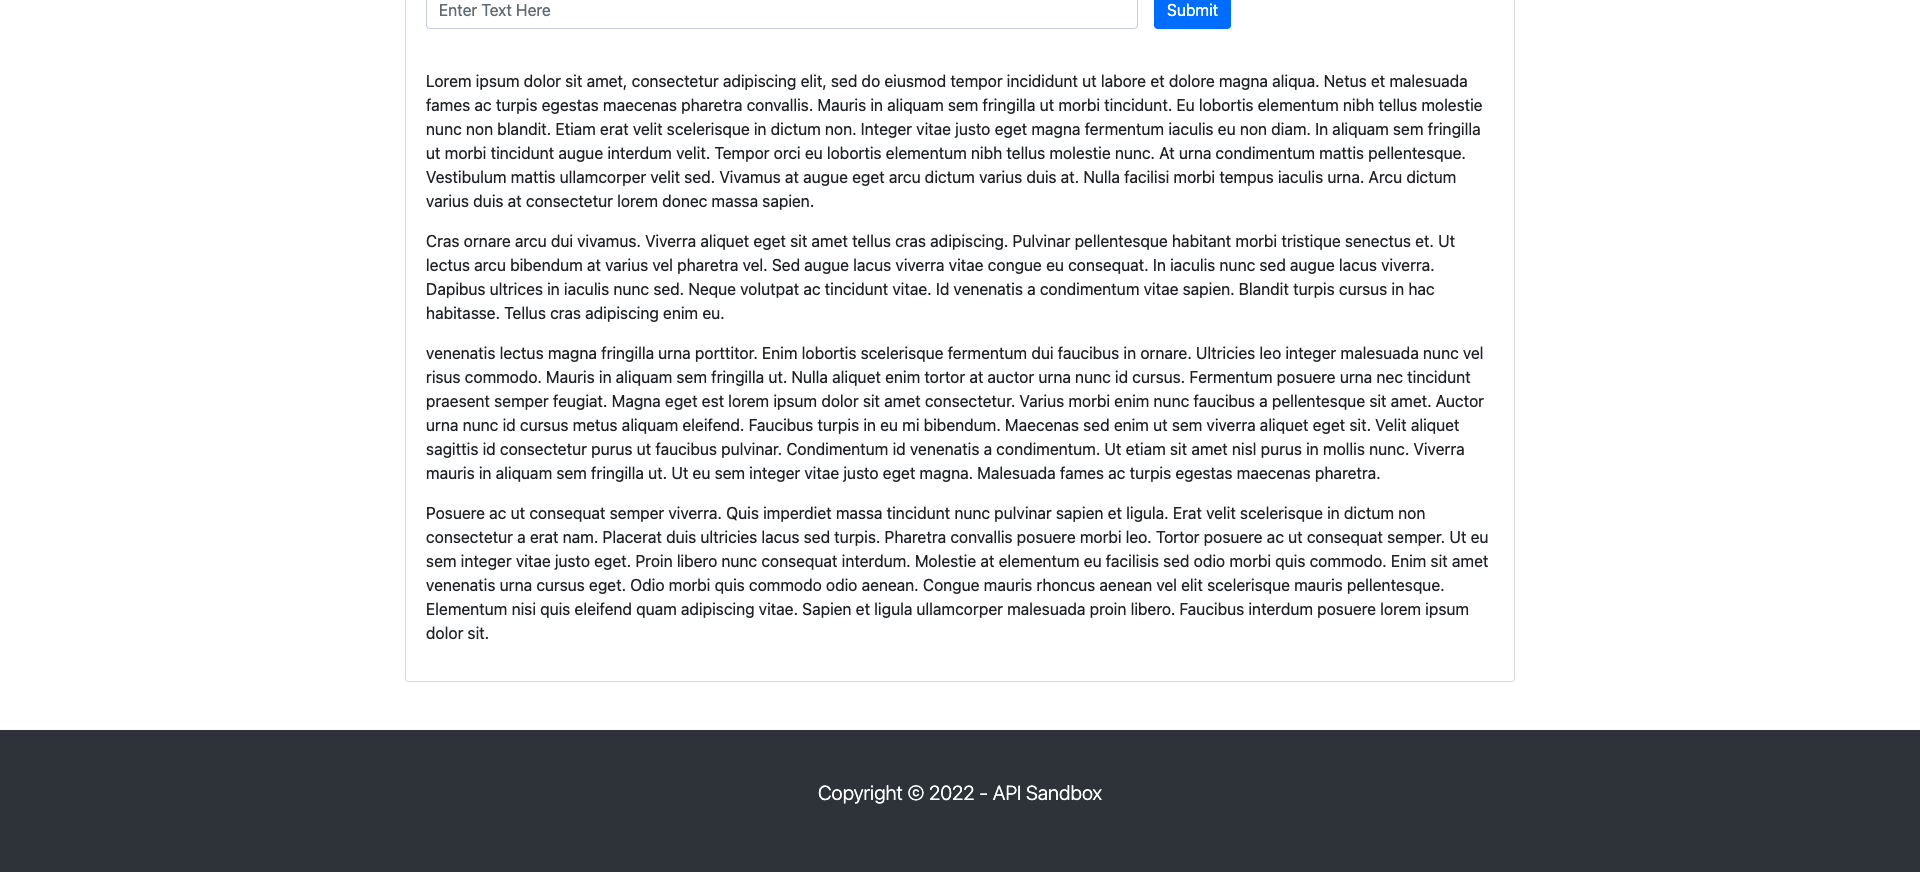 Enter Text Here
Submit
Lorem ipsum dolor sit amet, consectetur adipiscing elit, sed do eiusmod tempor incididunt ut labore et dolore magna aliqua. Netus et malesuada
fames ac turpis egestas maecenas pharetra convallis. Mauris in aliquam sem fringilla ut morbi tincidunt. Eu lobortis elementum nibh tellus molestie
nunc non blandit. Etiam erat velit scelerisque in dictum non. Integer vitae justo eget magna fermentum iaculis eu non diam. In aliquam sem fringilla
ut morbi tincidunt augue interdum velit. Tempor orci eu lobortis elementum nibh tellus molestie nunc. At urna condimentum mattis pellentesque.
Vestibulum mattis ullamcorper velit sed. Vivamus at augue eget arcu dictum varius duis at. Nulla facilisi morbi tempus iaculis urna. Arcu dictum
varius duis at consectetur lorem donec massa sapien.
Cras ornare arcu dui vivamus. Viverra aliquet eget sit amet tellus cras adipiscing. Pulvinar pellentesque habitant morbi tristique senectus et. Ut
lectus arcu bibendum at varius vel pharetra vel. Sed augue lacus viverra vitae congue eu consequat. In iaculis nunc sed augue lacus viverra.
Dapibus ultrices in iaculis nunc sed. Neque volutpat ac tincidunt vitae. Id venenatis a condimentum vitae sapien. Blandit turpis cursus in hac
habitasse. Tellus cras adipiscing enim eu.
venenatis lectus magna fringilla urna porttitor. Enim lobortis scelerisque fermentum dui faucibus in ornare. Ultricies leo integer malesuada nunc vel
risus commodo. Mauris in aliquam sem fringilla ut. Nulla aliquet enim tortor at auctor urna nunc id cursus. Fermentum posuere urna nec tincidunt
praesent semper feugiat. Magna eget est lorem ipsum dolor sit amet consectetur. Varius morbi enim nunc faucibus a pellentesque sit amet. Auctor
urna nunc id cursus metus aliquam eleifend. Faucibus turpis in eu mi bibendum. Maecenas sed enim ut sem viverra aliquet eget sit. Velit aliquet
sagittis id consectetur purus ut faucibus pulvinar. Condimentum id venenatis a condimentum. Ut etiam sit amet nisl purus in mollis nunc. Viverra
mauris in aliquam sem fringilla ut. Ut eu sem integer vitae justo eget magna. Malesuada fames ac turpis egestas maecenas pharetra.
Posuere ac ut consequat semper viverra. Quis imperdiet massa tincidunt nunc pulvinar sapien et ligula. Erat velit scelerisque in dictum non
consectetur a erat nam. Placerat duis ultricies lacus sed turpis. Pharetra convallis posuere morbi leo. Tortor posuere ac ut consequat semper. Ut eu
sem integer vitae justo eget. Proin libero nunc consequat interdum. Molestie at elementum eu facilisis sed odio morbi quis commodo. Enim sit amet
venenatis urna cursus eget. Odio morbi quis commodo odio aenean. Congue mauris rhoncus aenean vel elit scelerisque mauris pellentesque.
Elementum nisi quis eleifend quam adipiscing vitae. Sapien et ligula ullamcorper malesuada proin libero. Faucibus interdum posuere lorem ipsum
dolor sit.
Copyright © 2022 - API Sandbox